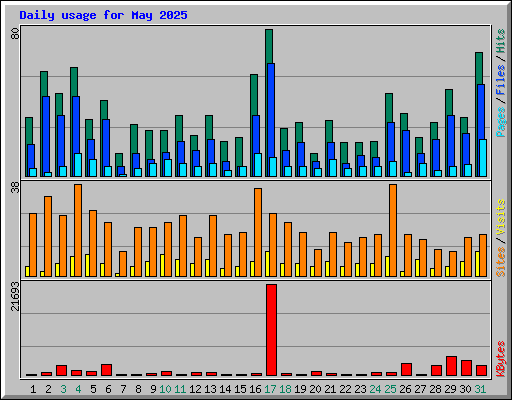 Daily usage for May 2025
80
Pages / Files / Hits
38
Sites / Visits
21693
KBytes
1 2 3 4 5 6 7 8 9 10 11 12 13 14 15 16 17 18 19 20 21 22 23 24 25 26 27 28 29 30 31